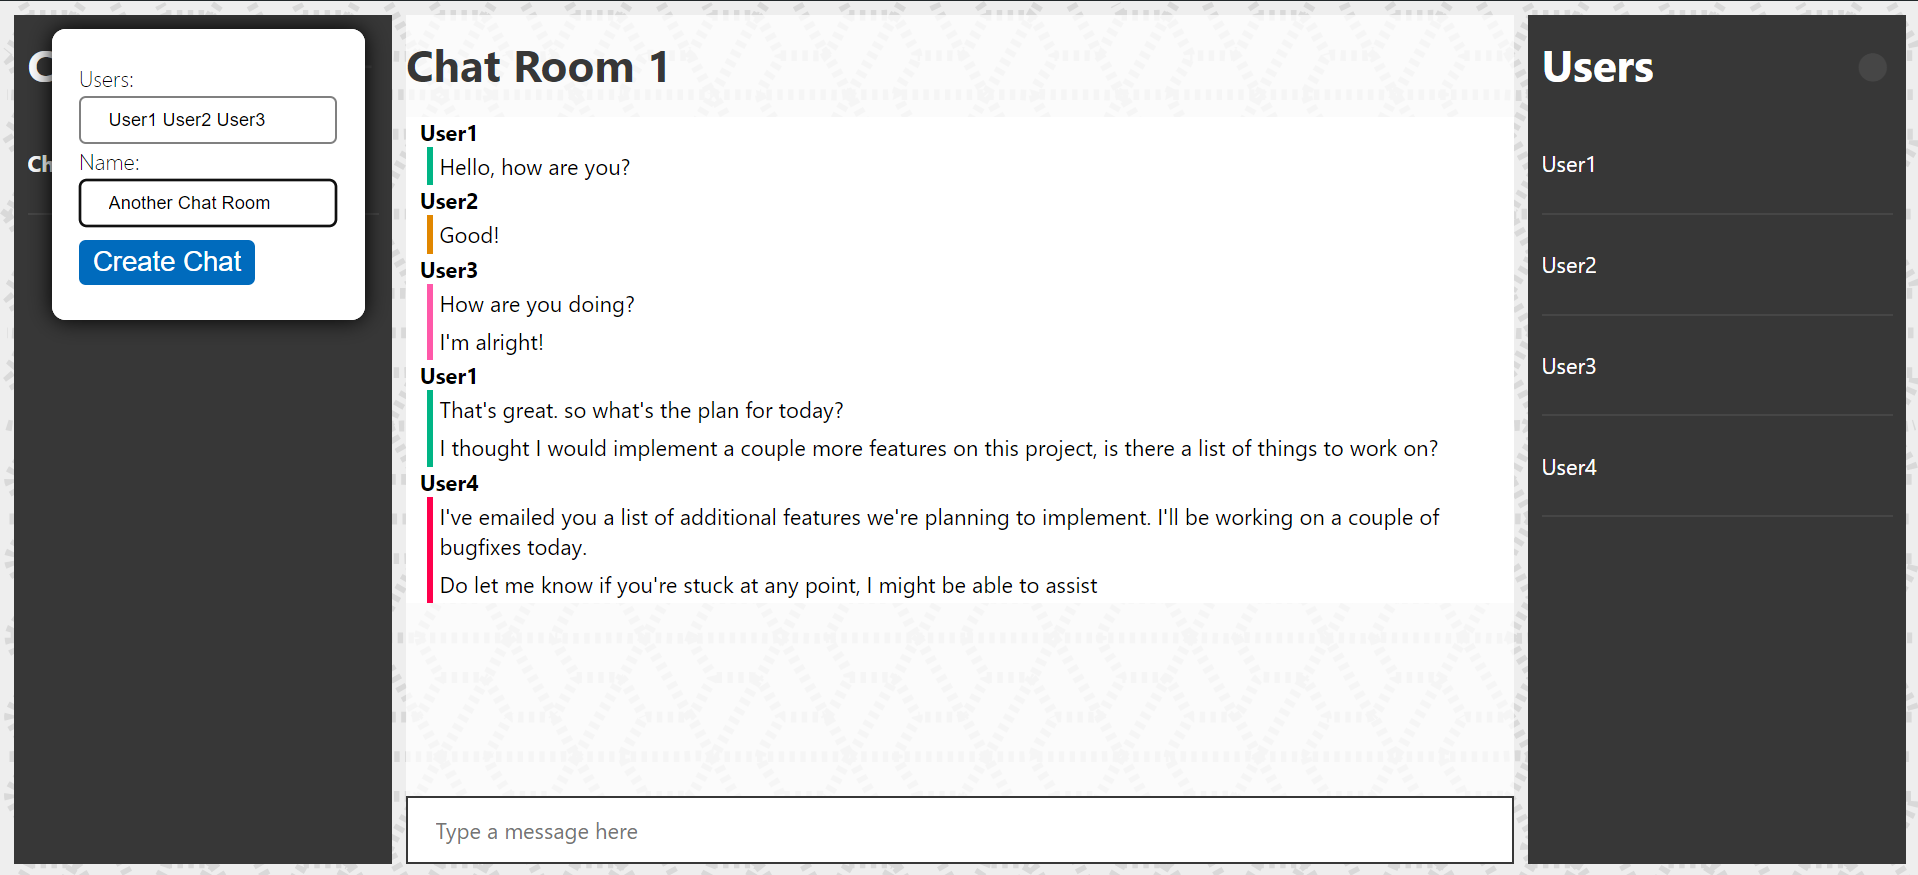 Users:
User1 User2 User3
Name:
Another Chat Room
Create Chat
Chat Room 1
User1
Hello, how are you?
User2
Good!
User3
How are you doing?
I'm alright!
User1
That's great. so what's the plan for today?
I thought I would implement a couple more features on this project, is there a list of things to work on?
User4
I've emailed you a list of additional features we're planning to implement. I'll be working on a couple of
bugfixes today.
Do let me know if you're stuck at any point, I might be able to assist
Type a message here
Users
User1
User2
User3
User4